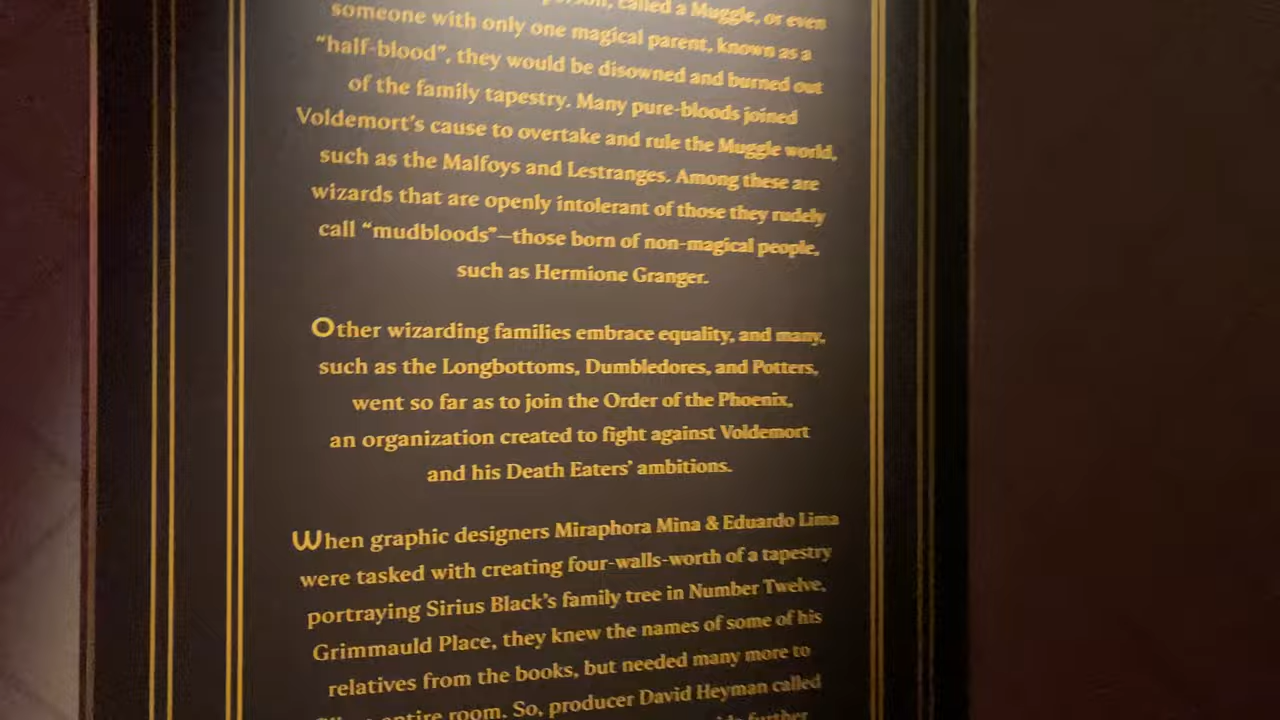 person, called a Muggle, or even
someone with only one magical parent, known as a
“half-blood”, they would be disowned and burned out
of the family tapestry. Many pure-bloods joined
Voldemort’s cause to overtake and rule the Muggle world,
such as the Malfoys and Lestranges. Among these are
wizards that are openly intolerant of those they rudely
call “mudbloods”—those born of non-magical people,
such as Hermione Granger.
Other wizarding families embrace equality, and many,
such as the Longbottoms, Dumbledores, and Potters,
went so far as to join the Order of the Phoenix,
an organization created to fight against Voldemort
and his Death Eaters’ ambitions.
When graphic designers Miraphora Mina & Eduardo Lima
were tasked with creating four-walls-worth of a tapestry
portraying Sirius Black’s family tree in Number Twelve,
Grimmauld Place, they knew the names of some of his
relatives from the books, but needed many more to
entire room. So, producer David Heyman called
further